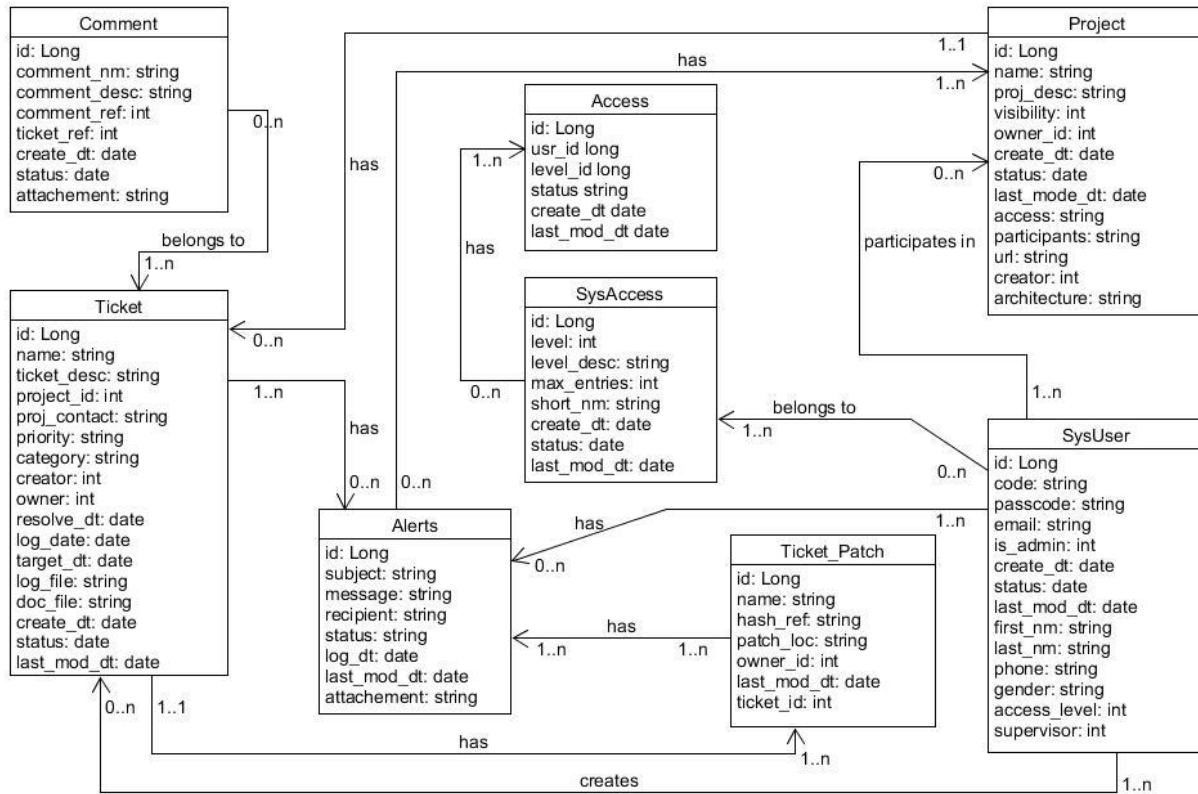 Comment
id: Long
comment_nm: string
comment_desc: string
comment_ref: int
ticket_ref: int
create_dt: date
status: date
attachement: string
0..n
belongs to
1..n
Ticket
id: Long
name: string
ticket_desc: string
project_id: int
proj_contact: string
priority: string
category: string
creator: int
owner: int
resolve_dt: date
log_date: date
target_dt: date
log_file: string
doc_file: string
create_dt: date
status: date
last_mod_dt: date
0..n
1..1
has
0..n
1..n
has
0..n
0..n
has
1..1
1..n
Access
id: Long
usr_id long
level_id long
status string
create_dt date
last_mod_dt date
1..n
has
0..n
SysAccess
id: Long
level: int
level_desc: string
max_entries: int
short_nm: string
create_dt: date
status: date
last_mod_dt: date
belongs to
1..n
0..n
Project
id: Long
name: string
proj_desc: string
visibility: int
owner_id: int
create_dt: date
status: date
last_mode_dt: date
access: string
participants: string
url: string
creator: int
architecture: string
0..n
participates in
1..n
SysUser
id: Long
code: string
passcode: string
email: string
is_admin: int
create_dt: date
status: date
last_mod_dt: date
first_nm: string
last_nm: string
phone: string
gender: string
access_level: int
supervisor: int
has
1..n
0..n
Alerts
id: Long
subject: string
message: string
recipient: string
status: string
log_dt: date
last_mod_dt: date
attachement: string
has
1..n
1..n
Ticket_Patch
id: Long
name: string
hash_ref: string
patch_loc: string
owner_id: int
last_mod_dt: date
ticket_id: int
has
1..n
creates
1..n